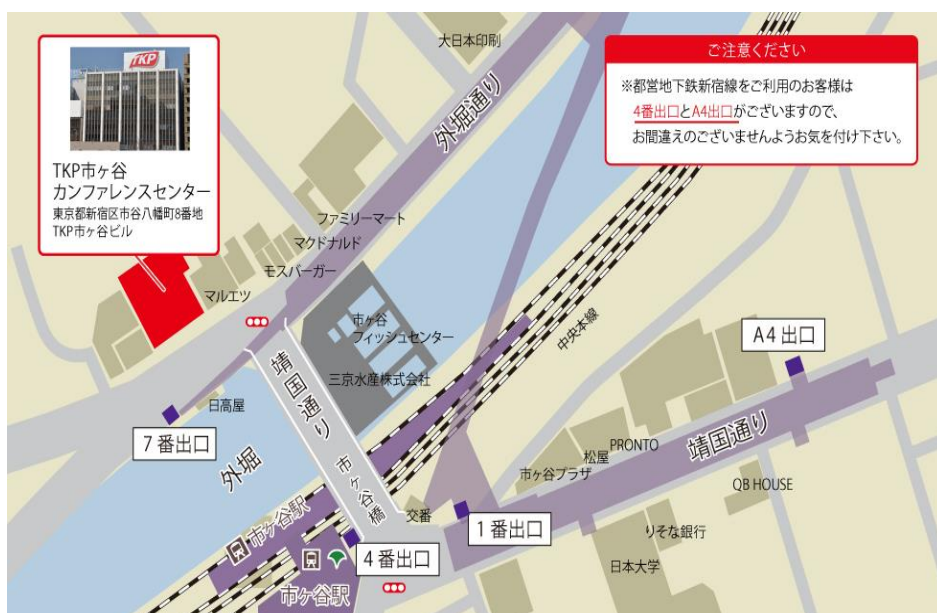 TKP
TKP市ヶ谷
カンファレンスセンター
東京都新宿区市谷八幡町8番地
TKP市ヶ谷ビル
大日本印刷
外堀通り
ご注意ください
※都営地下鉄新宿線をご利用のお客様は
4番出口とA4出口がございますので、
お間違えのございませんようお気を付け下さい。
ファミリーマート
マクドナルド
モスバーガー
マルエツ
市ヶ谷
フィッシュセンター
三京水産株式会社
中央本線
A4出口
靖国通り
日高屋
7番出口
外堀
市ヶ谷橋
靖国通り
PRONTO
松屋
市ヶ谷プラザ
QB HOUSE
交番
1番出口
りそな銀行
日本大学
市ヶ谷駅
4番出口
市ヶ谷駅